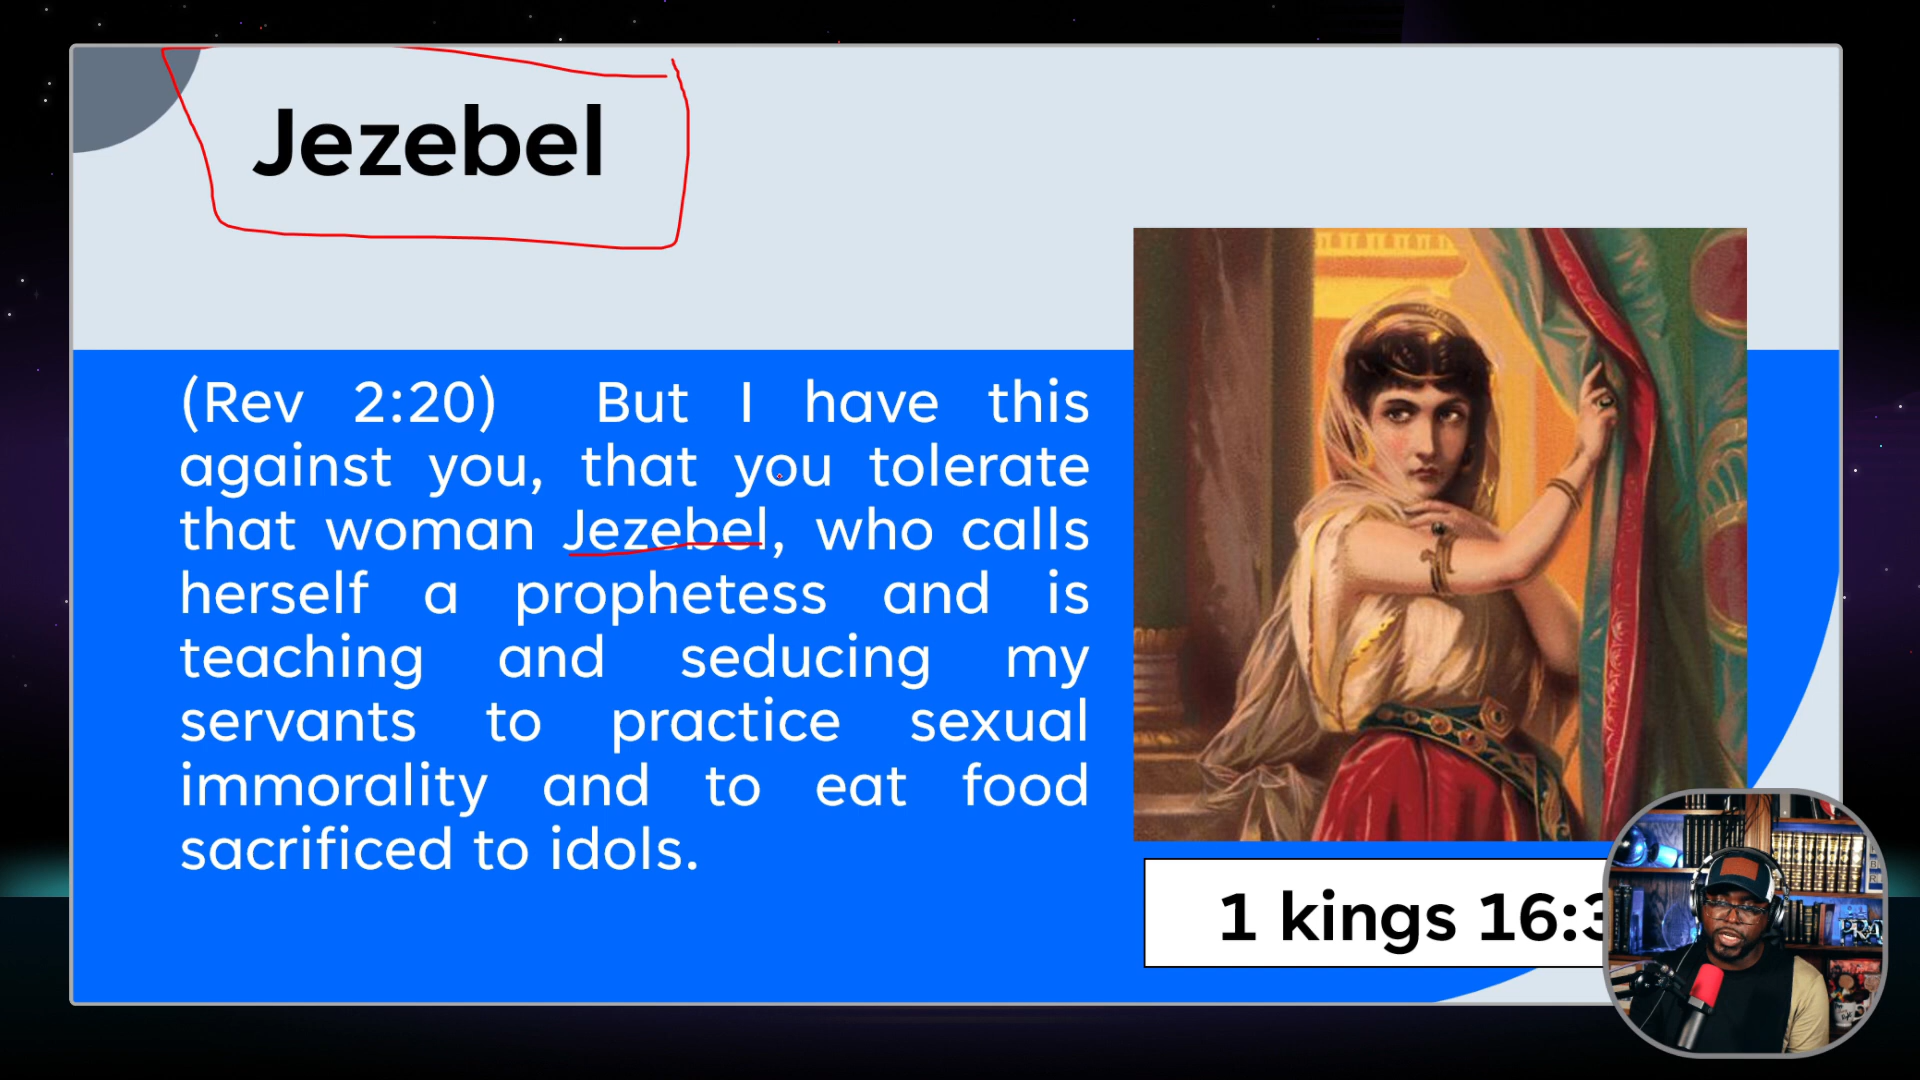 Jezebel
(Rev 2:20) But I have this
against you, that you tolerate
that woman Jezebel, who calls
herself a prophetess and is
teaching and seducing my
servants to practice sexual
immorality and to eat food
sacrificed to idols.
1 kings 16:3